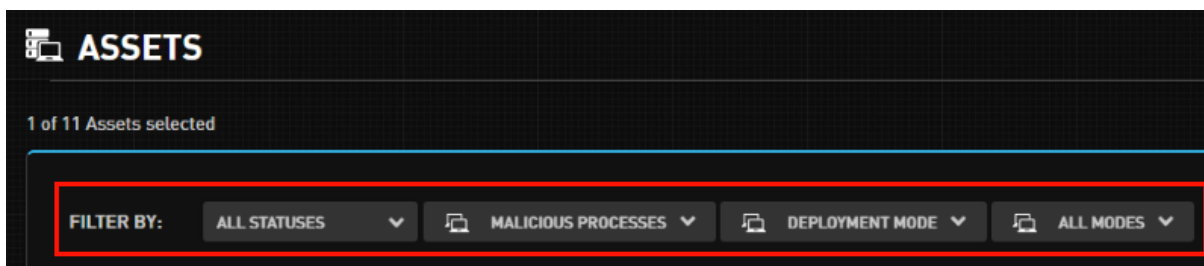 ASSETS
1 of 11 Assets selected
FILTER BY: ALL STATUSES MALICIOUS PROCESSES DEPLOYMENT MODE ALL MODES